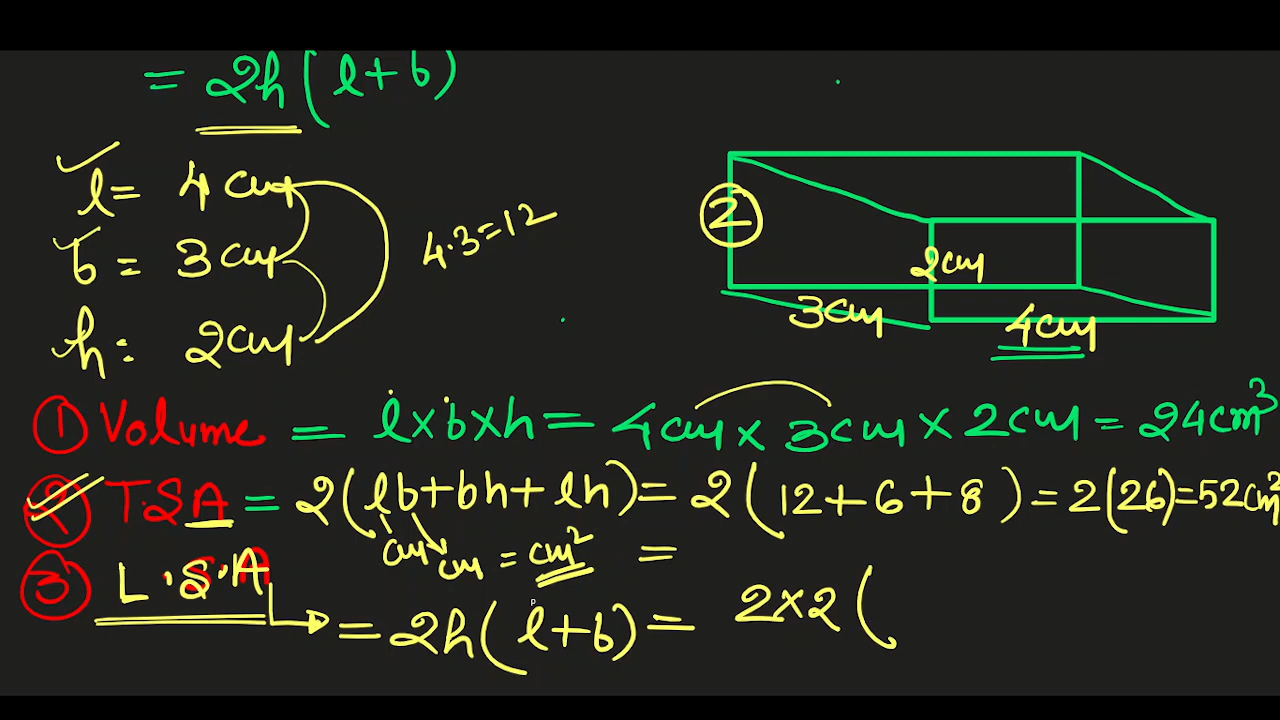 = 2h(l+b)
l= 4cm
b= 3cm
h= 2cm
4·3=12
②
2cm
3cm
4cm
① Volume = l×b×h= 4cm× 3cm× 2cm= 24cm³
② T·SA = 2(lb+bh+lh)= 2(12+6+8)= 2(26)=52cm²
cm cm = cm² =
③ L·S·A
= 2h(l+b)= 2×2(